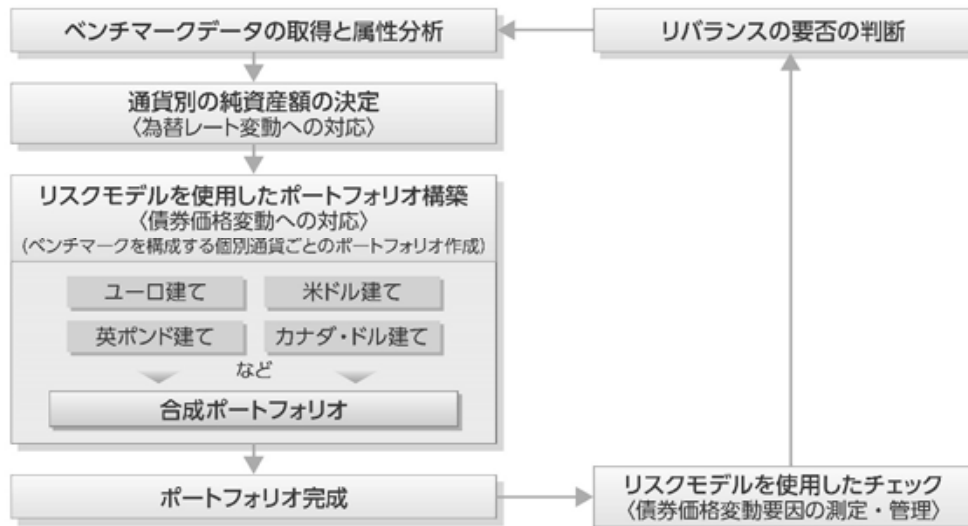 ベンチマークデータの取得と属性分析
リバランスの要否の判断
通貨別の純資産額の決定
〈為替レート変動への対応〉
リスクモデルを使用したポートフォリオ構築
〈債券価格変動への対応〉
(ベンチマークを構成する個別通貨ごとのポートフォリオ作成)
ユーロ建て
米ドル建て
英ポンド建て
カナダ・ドル建て
など
合成ポートフォリオ
ポートフォリオ完成
リスクモデルを使用したチェック
〈債券価格変動要因の測定・管理〉